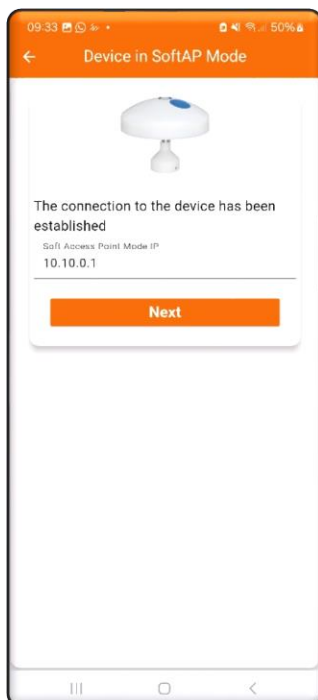 09:33
50%
Device in SoftAP Mode
The connection to the device has been
established
Soft Access Point Mode IP
10.10.0.1
Next